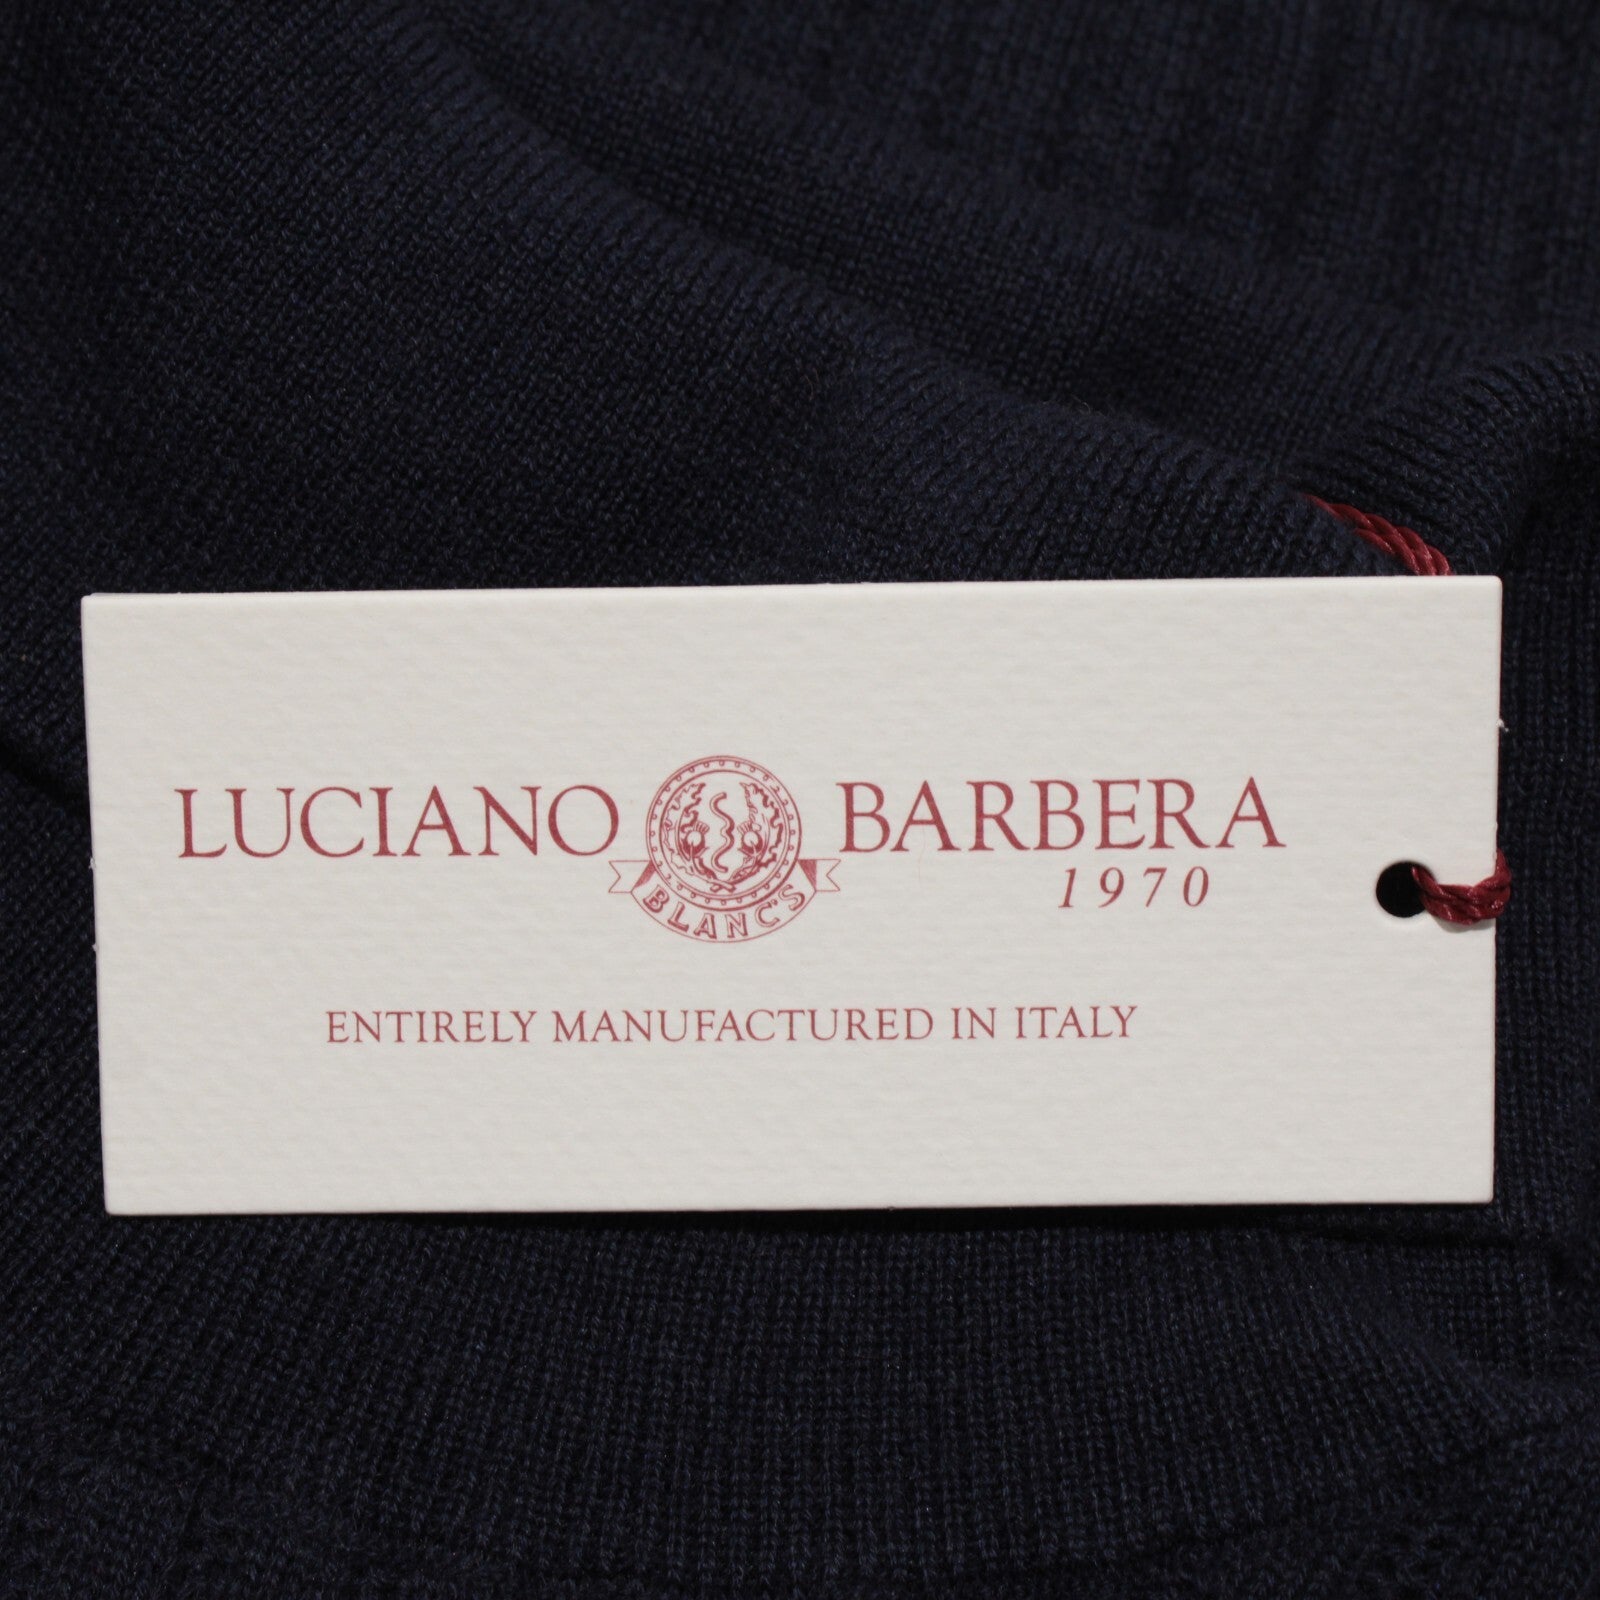 LUCIANO BARBERA
BLANC'S
1970
ENTIRELY MANUFACTURED IN ITALY